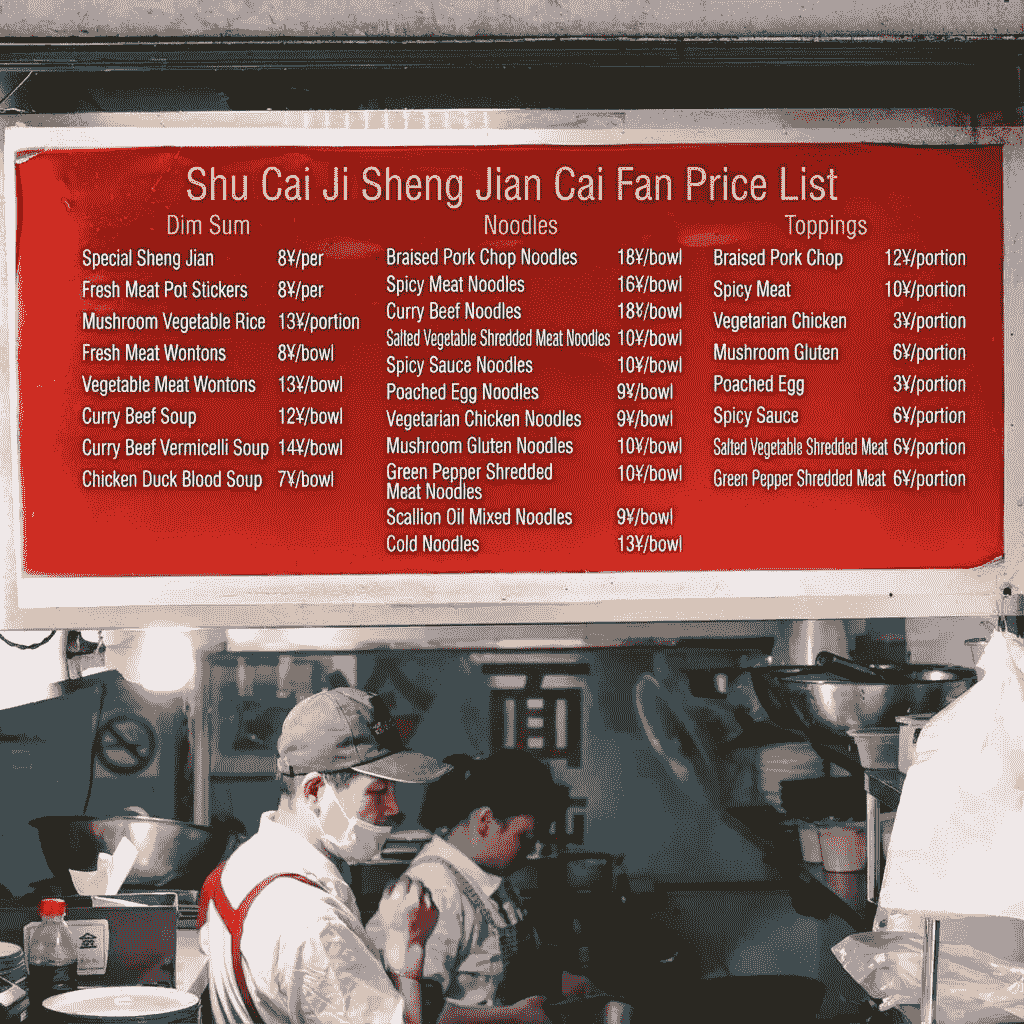 Shu Cai Ji Sheng Jian Cai Fan Price List
Dim Sum
Special Sheng Jian 8¥/per
Fresh Meat Pot Stickers 8¥/per
Mushroom Vegetable Rice 13¥/portion
Fresh Meat Wontons 8¥/bowl
Vegetable Meat Wontons 13¥/bowl
Curry Beef Soup 12¥/bowl
Curry Beef Vermicelli Soup 14¥/bowl
Chicken Duck Blood Soup 7¥/bowl
Noodles
Braised Pork Chop Noodles 18¥/bowl
Spicy Meat Noodles 16¥/bowl
Curry Beef Noodles 18¥/bowl
Salted Vegetable Shredded Meat Noodles 10¥/bowl
Spicy Sauce Noodles 10¥/bowl
Poached Egg Noodles 9¥/bowl
Vegetarian Chicken Noodles 9¥/bowl
Mushroom Gluten Noodles 10¥/bowl
Green Pepper Shredded 10¥/bowl
Meat Noodles
Scallion Oil Mixed Noodles 9¥/bowl
Cold Noodles 13¥/bowl
Toppings
Braised Pork Chop 12¥/portion
Spicy Meat 10¥/portion
Vegetarian Chicken 3¥/portion
Mushroom Gluten 6¥/portion
Poached Egg 3¥/portion
Spicy Sauce 6¥/portion
Salted Vegetable Shredded Meat 6¥/portion
Green Pepper Shredded Meat 6¥/portion